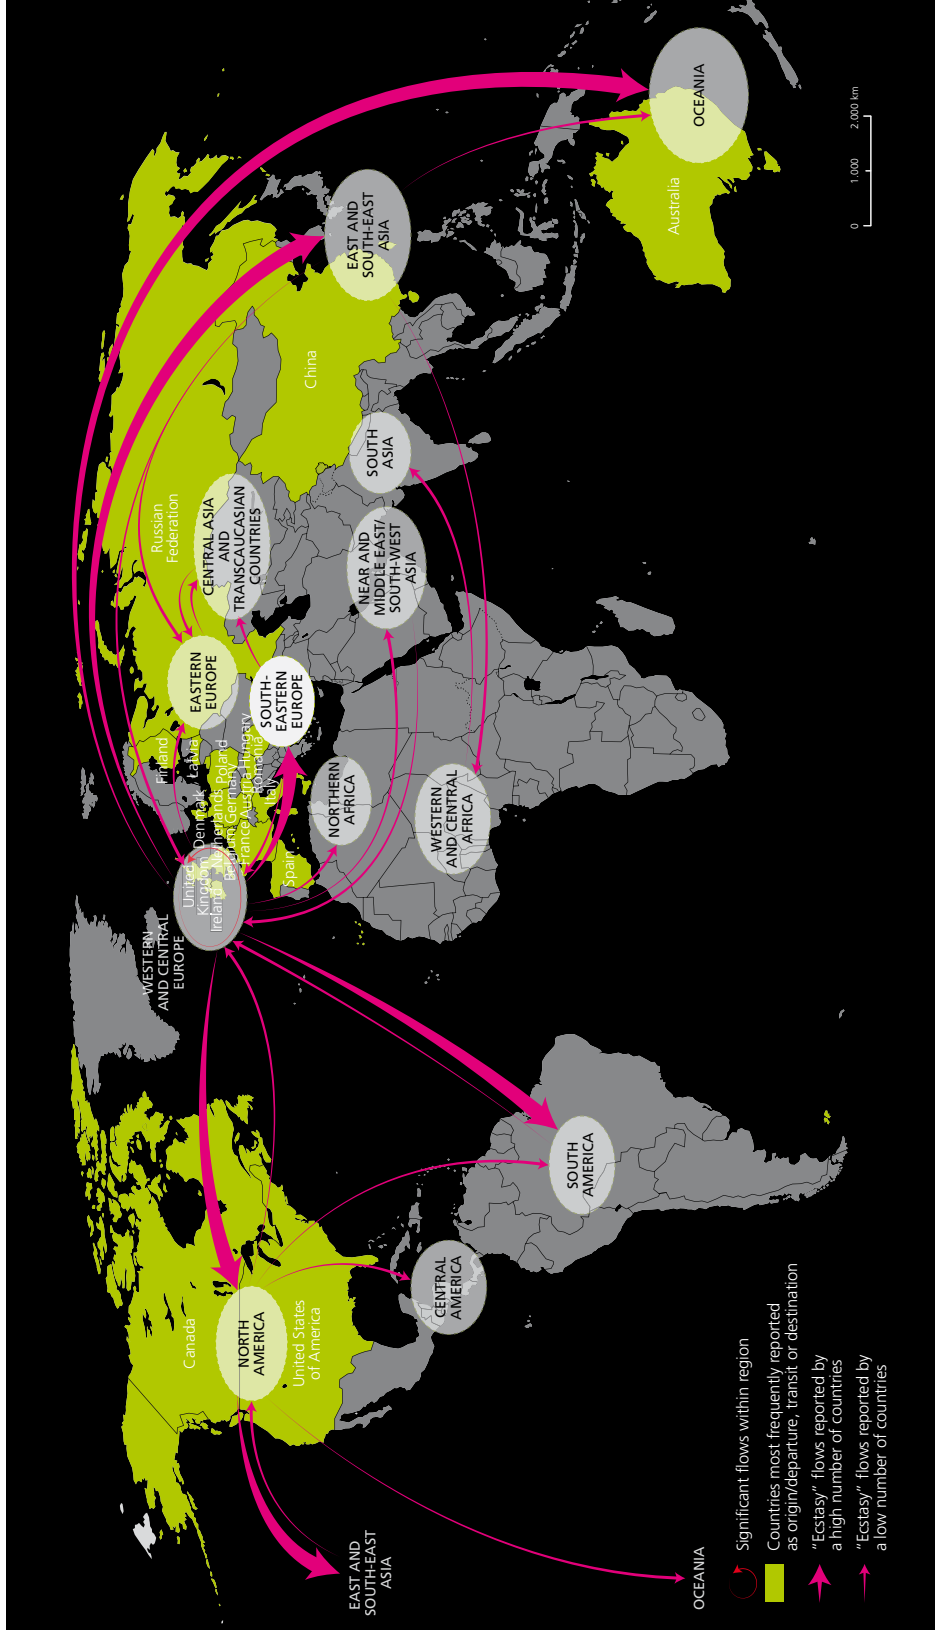 Canada
NORTH
AMERICA
United States
of America
CENTRAL
AMERICA
SOUTH
AMERICA
EAST AND
SOUTH-EAST
ASIA
OCEANIA
WESTERN
AND CENTRAL
EUROPE
United
Kingdom
Ireland
Denmark
Netherlands
Belgium
Germany
Poland
France
Austria
Hungary
Romania
Italy
Spain
Finland
Latvia
EASTERN
EUROPE
SOUTH-
EASTERN
EUROPE
Russian
Federation
CENTRAL ASIA
AND
TRANSCAUCASIAN
COUNTRIES
NORTHERN
AFRICA
WESTERN
AND CENTRAL
AFRICA
NEAR AND
MIDDLE EAST/
SOUTH-WEST
ASIA
SOUTH
ASIA
China
EAST AND
SOUTH-EAST
ASIA
Australia
OCEANIA
Significant flows within region
Countries most frequently reported
as origin/departure, transit or destination
"Ecstasy" flows reported by
a high number of countries
"Ecstasy" flows reported by
a low number of countries
0 1.000 2.000 km